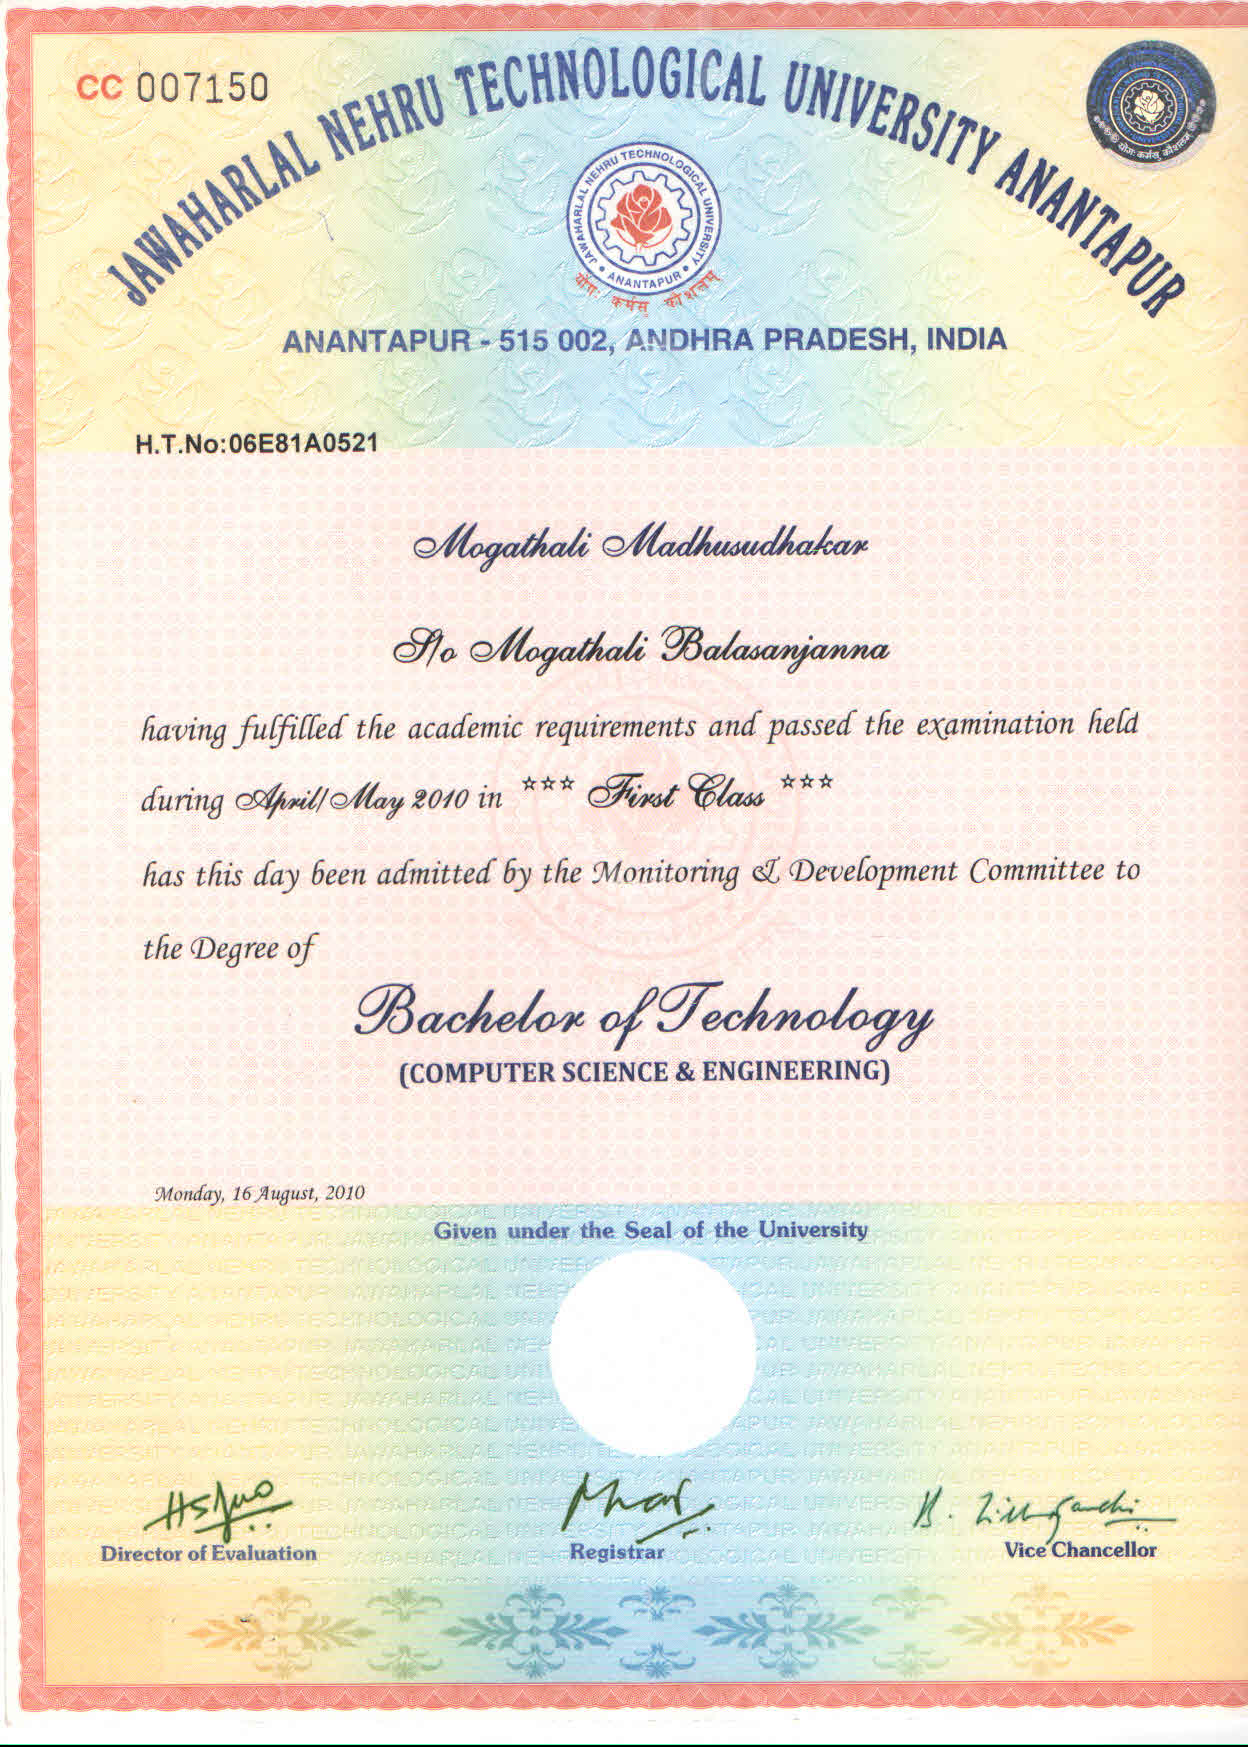 CC 007150
JAWAHARLAL NEHRU TECHNOLOGICAL UNIVERSITY ANANTAPUR
JAWAHARLAL NEHRU TECHNOLOGICAL UNIVERSITY
• ANANTAPUR •
योगः कर्मसु कौशलम्
योगः कर्मसु कौशलम्
ANANTAPUR - 515 002, ANDHRA PRADESH, INDIA
H.T.No:06E81A0521
Mogathali Madhusudhakar
S/o Mogathali Balasanjanna
having fulfilled the academic requirements and passed the examination held
during April/May 2010 in *** First Class ***
has this day been admitted by the Monitoring & Development Committee to
the Degree of
Bachelor of Technology
(COMPUTER SCIENCE & ENGINEERING)
Monday, 16 August, 2010
Given under the Seal of the University
Director of Evaluation
Registrar
Vice Chancellor